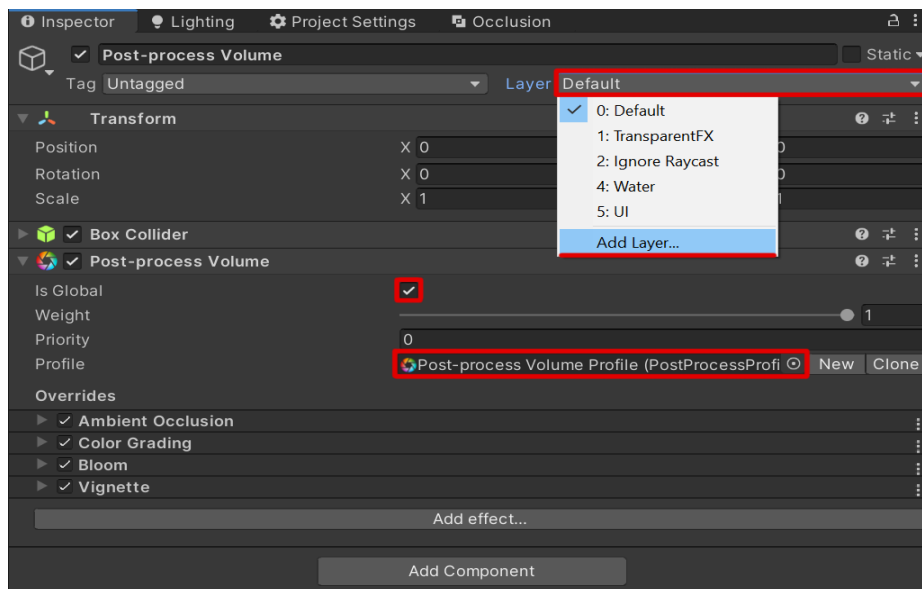 Inspector Lighting Project Settings Occlusion
Post-process Volume Static
Tag Untagged Layer Default
0: Default
1: TransparentFX
2: Ignore Raycast
4: Water
5: UI
Add Layer...
Transform
Position X 0
Rotation X 0
Scale X 1
Box Collider
Post-process Volume
Is Global
Weight 1
Priority 0
Profile Post-process Volume Profile (PostProcessProfi New Clone
Overrides
Ambient Occlusion
Color Grading
Bloom
Vignette
Add effect...
Add Component